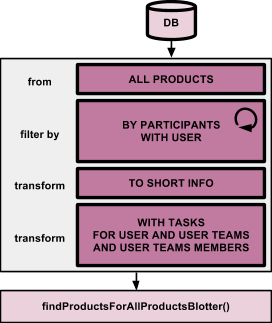 DB
from
ALL PRODUCTS
filter by
BY PARTICIPANTS
WITH USER
transform
TO SHORT INFO
transform
WITH TASKS
FOR USER AND USER TEAMS
AND USER TEAMS MEMBERS
findProductsForAllProductsBlotter()